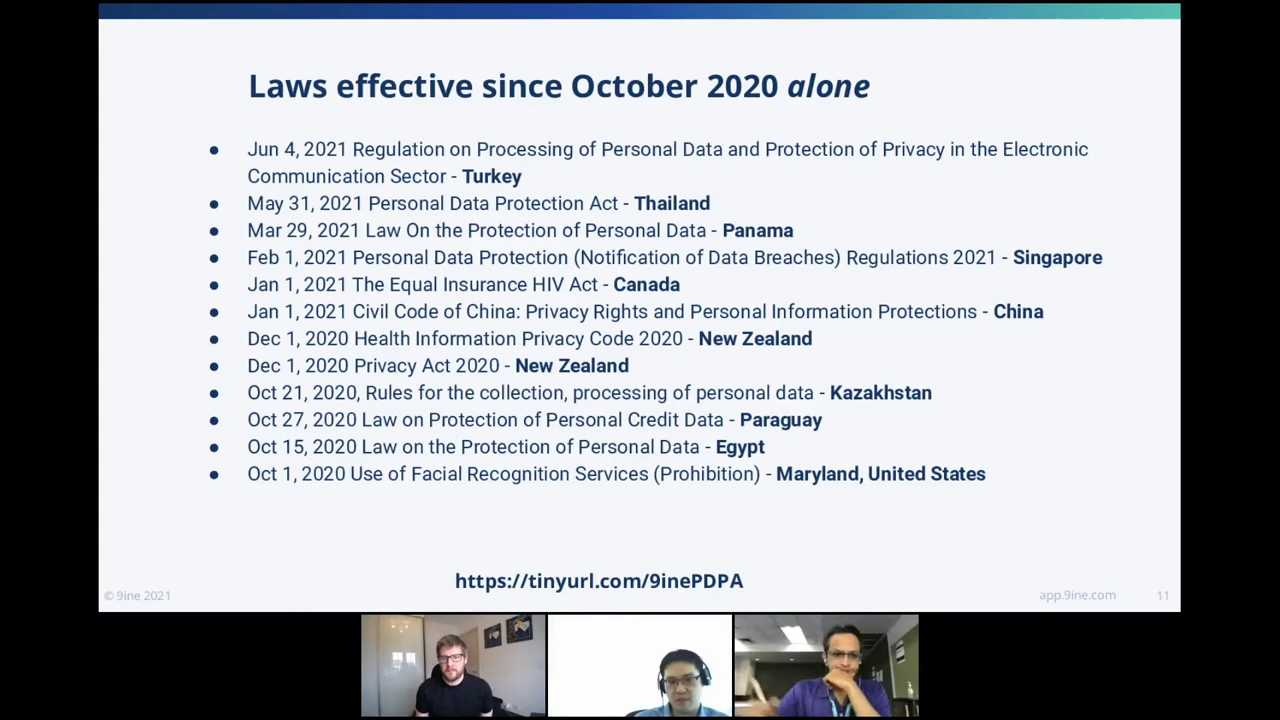 Laws effective since October 2020 alone
● Jun 4, 2021 Regulation on Processing of Personal Data and Protection of Privacy in the Electronic
Communication Sector - Turkey
● May 31, 2021 Personal Data Protection Act - Thailand
● Mar 29, 2021 Law On the Protection of Personal Data - Panama
● Feb 1, 2021 Personal Data Protection (Notification of Data Breaches) Regulations 2021 - Singapore
● Jan 1, 2021 The Equal Insurance HIV Act - Canada
● Jan 1, 2021 Civil Code of China: Privacy Rights and Personal Information Protections - China
● Dec 1, 2020 Health Information Privacy Code 2020 - New Zealand
● Dec 1, 2020 Privacy Act 2020 - New Zealand
● Oct 21, 2020, Rules for the collection, processing of personal data - Kazakhstan
● Oct 27, 2020 Law on Protection of Personal Credit Data - Paraguay
● Oct 15, 2020 Law on the Protection of Personal Data - Egypt
● Oct 1, 2020 Use of Facial Recognition Services (Prohibition) - Maryland, United States
https://tinyurl.com/9inePDPA
© 9ine 2021
app.9ine.com
11